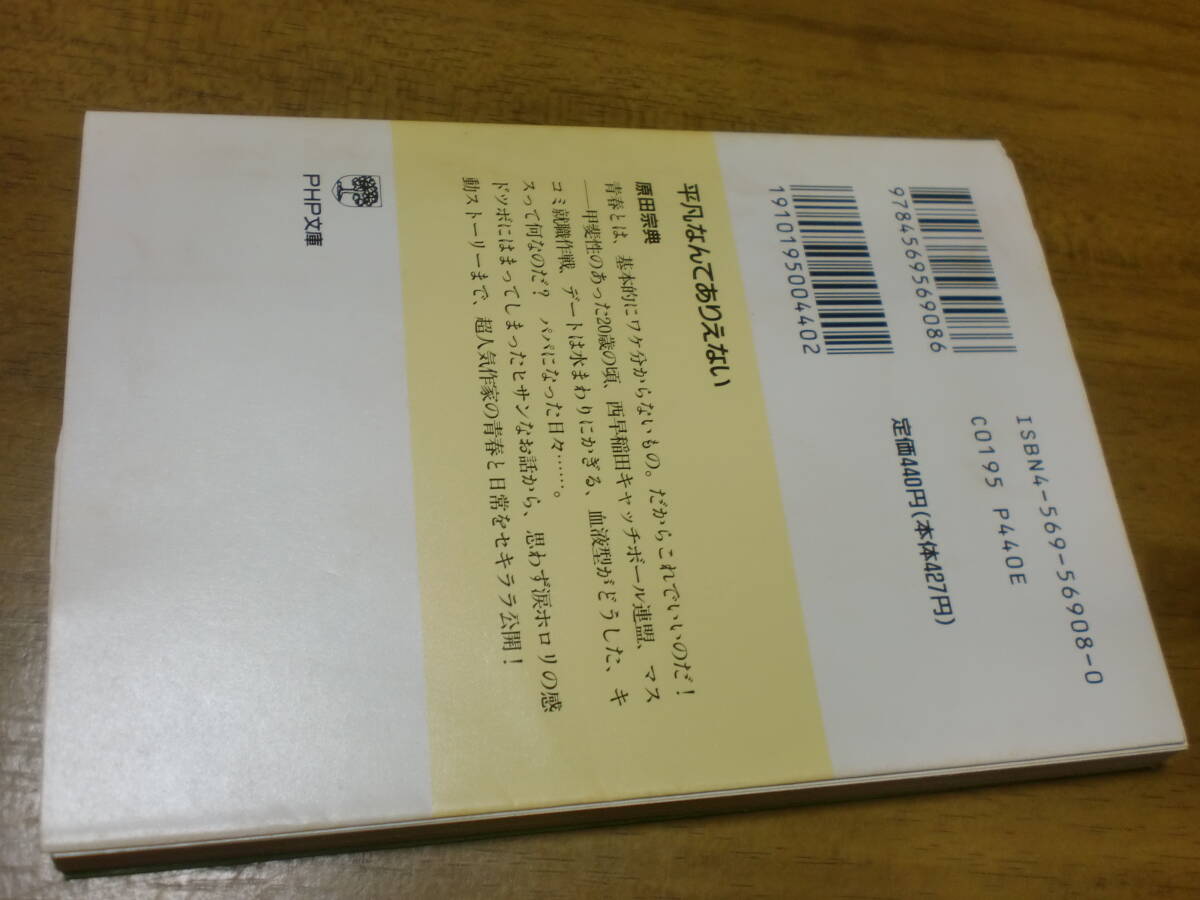 9784569569086
1910195004402
ISBN4-569-56908-0
C0195 P440E
定価440円(本体427円)
平凡なんてありえない
原田宗典
青春とは、基本的にワケ分からないもの。だからこれでいいのだ!
——甲斐性のあった20歳の頃、西早稲田キャッチボール連盟、マス
コミ就職作戦、デートは水まわりにかぎる、血液型がどうした、キ
スって何なのだ? パパになった日々……。
ドツボにはまってしまったヒサンなお話から、思わず涙ホロリの感
動ストーリーまで、超人気作家の青春と日常をセキララ公開!
PHP文庫